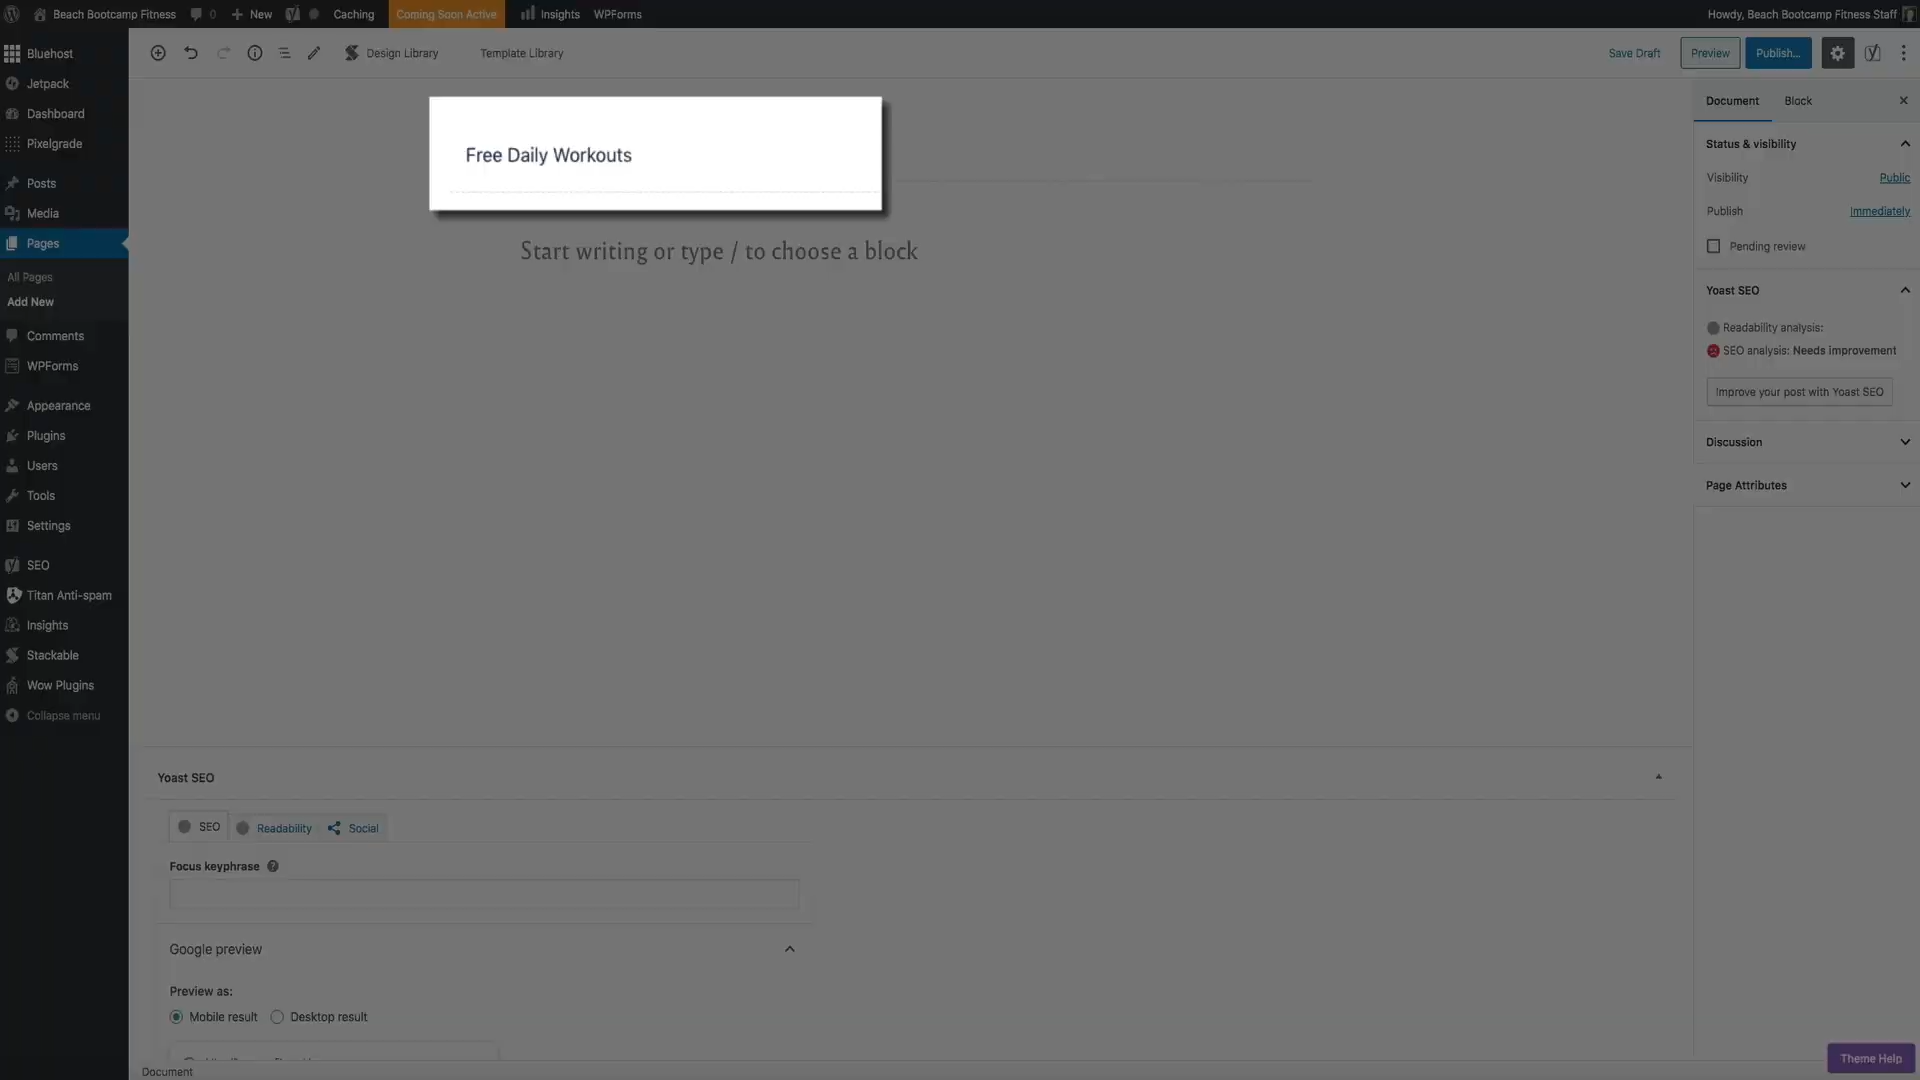 Beach Bootcamp Fitness
0
New
Caching
Coming Soon Active
Insights
WPForms
Howdy, Beach Bootcamp Fitness Staff
Bluehost
Jetpack
Dashboard
Pixelgrade
Posts
Media
Pages
All Pages
Add New
Comments
WPForms
Appearance
Plugins
Users
Tools
Settings
SEO
Titan Anti-spam
Insights
Stackable
Wow Plugins
Collapse menu
Design Library
Template Library
Save Draft
Preview
Publish...
Free Daily Workouts
Start writing or type / to choose a block
Document
Block
Status & visibility
Visibility
Public
Publish
Immediately
Pending review
Yoast SEO
Readability analysis:
SEO analysis: Needs improvement
Improve your post with Yoast SEO
Discussion
Page Attributes
Yoast SEO
SEO
Readability
Social
Focus keyphrase
Google preview
Preview as:
Mobile result
Desktop result
Document
Theme Help